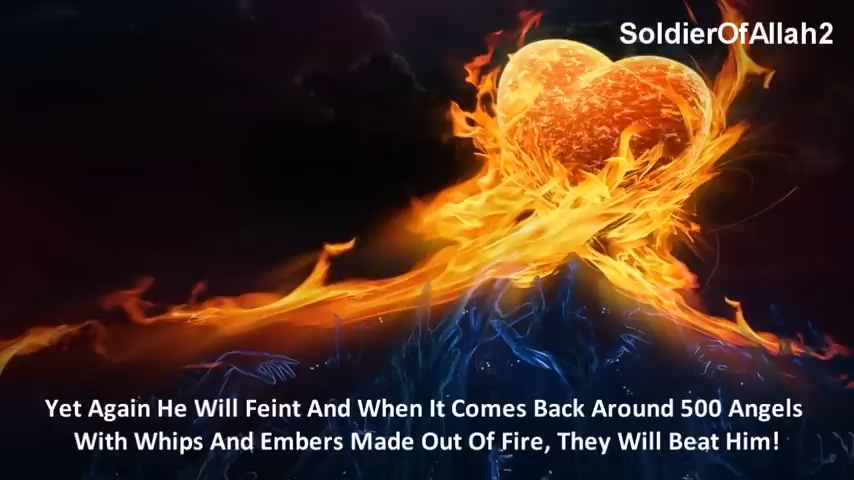 SoldierOfAllah2
Yet Again He Will Feint And When It Comes Back Around 500 Angels
With Whips And Embers Made Out Of Fire, They Will Beat Him!